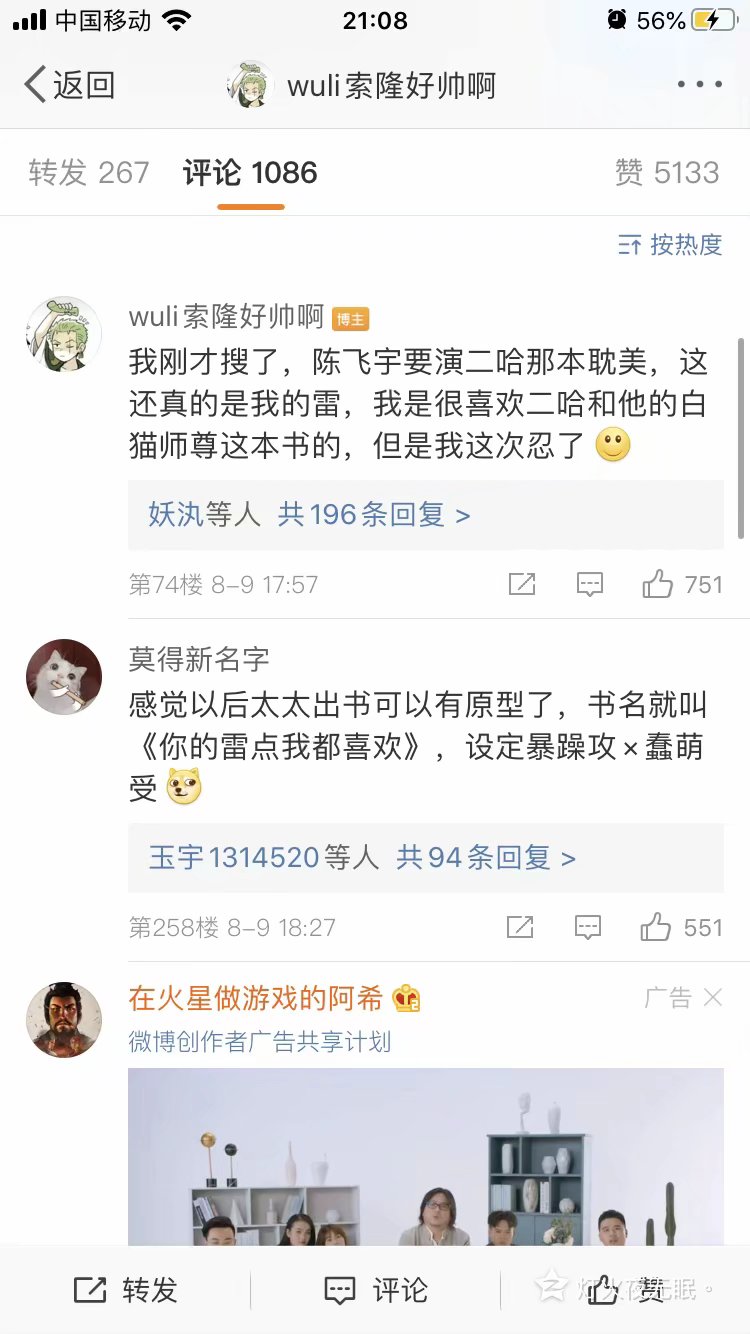 中国移动 21:08 56%
返回 wuli索隆好帅啊
转发 267 评论 1086 赞 5133
按热度
wuli索隆好帅啊 博主
我刚才搜了，陈飞宇要演二哈那本耽美，这
还真的是我的雷，我是很喜欢二哈和他的白
猫师尊这本书的，但是我这次忍了
妖氿等人 共196条回复 >
第74楼 8-9 17:57 751
莫得新名字
感觉以后太太出书可以有原型了，书名就叫
《你的雷点我都喜欢》，设定暴躁攻×蠢萌
受
玉宇1314520等人 共94条回复 >
第258楼 8-9 18:27 551
在火星做游戏的阿希 广告
微博创作者广告共享计划
转发 评论 赞
灯火夜无眠。